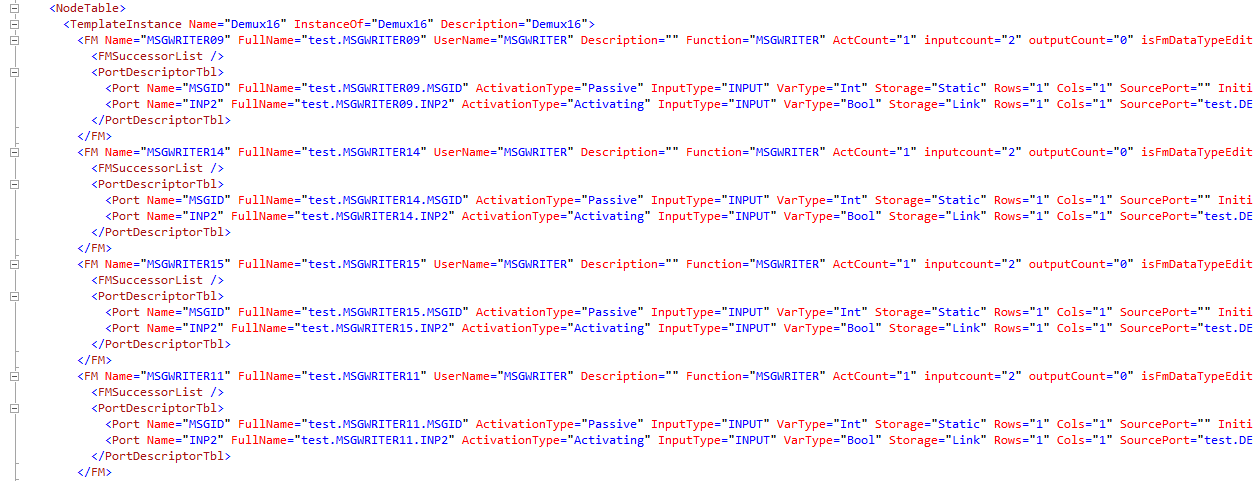 <NodeTable>
<TemplateInstance Name="Demux16" InstanceOf="Demux16" Description="Demux16">
<FM Name="MSGWRITER09" FullName="test.MSGWRITER09" UserName="MSGWRITER" Description="" Function="MSGWRITER" ActCount="1" inputcount="2" outputCount="0" isFmDataTypeEdit
<FMSuccessorList />
<PortDescriptorTbl>
<Port Name="MSGID" FullName="test.MSGWRITER09.MSGID" ActivationType="Passive" InputType="INPUT" VarType="Int" Storage="Static" Rows="1" Cols="1" SourcePort="" Initi
<Port Name="INP2" FullName="test.MSGWRITER09.INP2" ActivationType="Activating" InputType="INPUT" VarType="Bool" Storage="Link" Rows="1" Cols="1" SourcePort="test.DE
</PortDescriptorTbl>
</FM>
<FM Name="MSGWRITER14" FullName="test.MSGWRITER14" UserName="MSGWRITER" Description="" Function="MSGWRITER" ActCount="1" inputcount="2" outputCount="0" isFmDataTypeEdit
<FMSuccessorList />
<PortDescriptorTbl>
<Port Name="MSGID" FullName="test.MSGWRITER14.MSGID" ActivationType="Passive" InputType="INPUT" VarType="Int" Storage="Static" Rows="1" Cols="1" SourcePort="" Initi
<Port Name="INP2" FullName="test.MSGWRITER14.INP2" ActivationType="Activating" InputType="INPUT" VarType="Bool" Storage="Link" Rows="1" Cols="1" SourcePort="test.DE
</PortDescriptorTbl>
</FM>
<FM Name="MSGWRITER15" FullName="test.MSGWRITER15" UserName="MSGWRITER" Description="" Function="MSGWRITER" ActCount="1" inputcount="2" outputCount="0" isFmDataTypeEdit
<FMSuccessorList />
<PortDescriptorTbl>
<Port Name="MSGID" FullName="test.MSGWRITER15.MSGID" ActivationType="Passive" InputType="INPUT" VarType="Int" Storage="Static" Rows="1" Cols="1" SourcePort="" Initi
<Port Name="INP2" FullName="test.MSGWRITER15.INP2" ActivationType="Activating" InputType="INPUT" VarType="Bool" Storage="Link" Rows="1" Cols="1" SourcePort="test.DE
</PortDescriptorTbl>
</FM>
<FM Name="MSGWRITER11" FullName="test.MSGWRITER11" UserName="MSGWRITER" Description="" Function="MSGWRITER" ActCount="1" inputcount="2" outputCount="0" isFmDataTypeEdit
<FMSuccessorList />
<PortDescriptorTbl>
<Port Name="MSGID" FullName="test.MSGWRITER11.MSGID" ActivationType="Passive" InputType="INPUT" VarType="Int" Storage="Static" Rows="1" Cols="1" SourcePort="" Initi
<Port Name="INP2" FullName="test.MSGWRITER11.INP2" ActivationType="Activating" InputType="INPUT" VarType="Bool" Storage="Link" Rows="1" Cols="1" SourcePort="test.DE
</PortDescriptorTbl>
</FM>